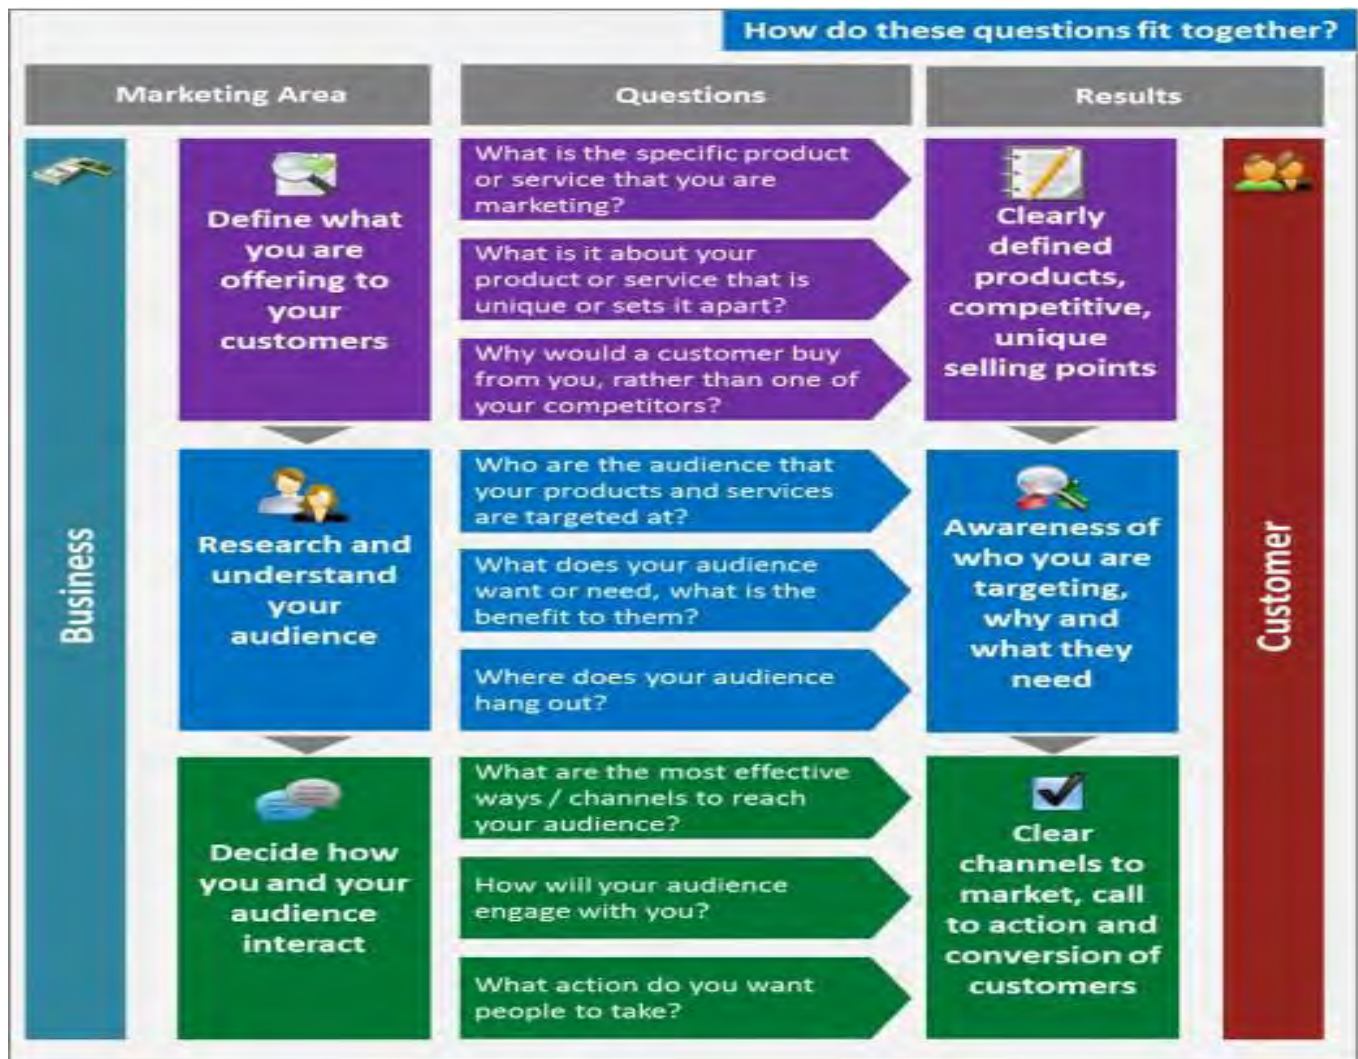 How do these questions fit together?
Marketing Area
Questions
Results
Business
Define what
you are
offering to
your
customers
What is the specific product
or service that you are
marketing?
What is it about your
product or service that is
unique or sets it apart?
Why would a customer buy
from you, rather than one of
your competitors?
Clearly
defined
products,
competitive,
unique
selling points
Research and
understand
your
audience
Who are the audience that
your products and services
are targeted at?
What does your audience
want or need, what is the
benefit to them?
Where does your audience
hang out?
Awareness of
who you are
targeting,
why and
what they
need
Decide how
you and your
audience
interact
What are the most effective
ways / channels to reach
your audience?
How will your audience
engage with you?
What action do you want
people to take?
Clear
channels to
market, call
to action and
conversion of
customers
Customer